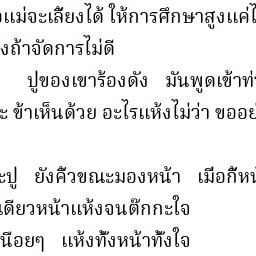 แม่จะเลี้ยงได้ ให้การศึกษาสูงแค่
ถ้าจัดการไม่ดี
ปูของเขาร้องดัง มันพูดเข้าท่
ข้าเห็นด้วย อะไรแห้งไม่ว่า ขออย่
ปู ยังคิ้วขณะมองหน้า เมื่อกี้หน้
เดียวหน้าแห้งจนต๊กกะใจ
นือยๆ แห้งทั้งหน้าทั้งใจ